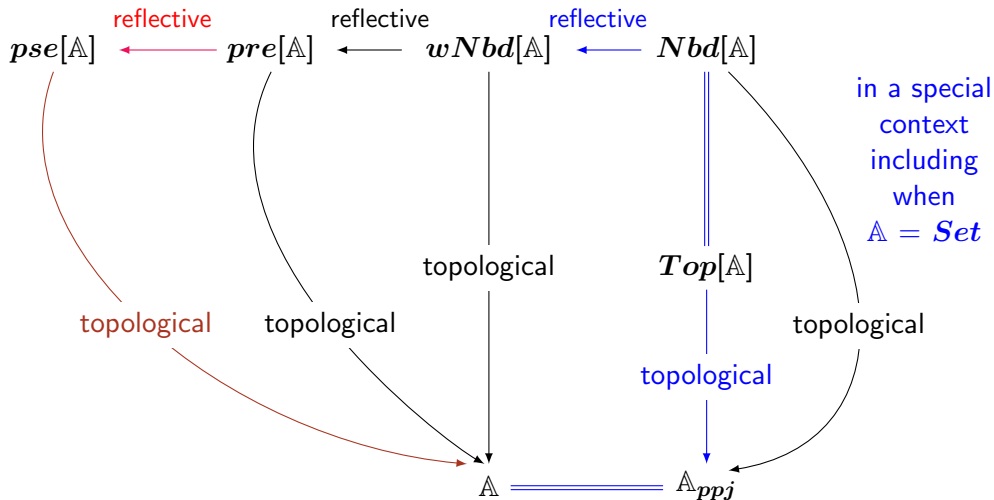 reflective reflective reflective
pse[𝔸] pre[𝔸] wNbd[𝔸] Nbd[𝔸]
in a special
context
including
when
𝔸 = Set
topological Top[𝔸]
topological topological topological
topological
𝔸 𝔸ppj